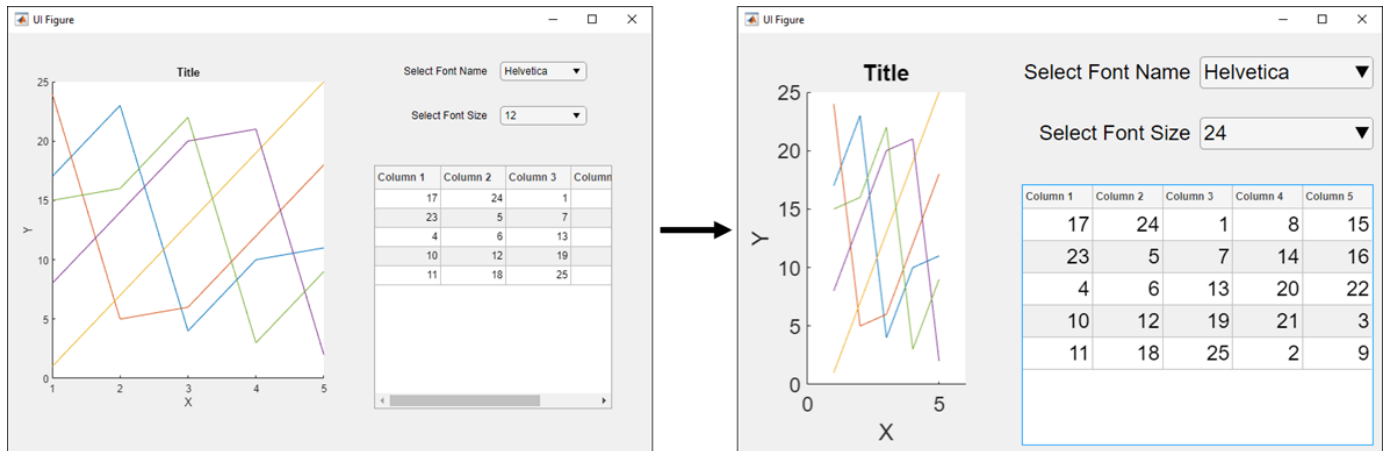 UI Figure
Title
25
20
15
10
5
0
Y
1 2 3 4 5
X
Select Font Name Helvetica
Select Font Size 12
Column 1 Column 2 Column 3 Column
17 24 1
23 5 7
4 6 13
10 12 19
11 18 25
UI Figure
Title
25
20
15
10
5
0
Y
0 5
X
Select Font Name Helvetica
Select Font Size 24
Column 1 Column 2 Column 3 Column 4 Column 5
17 24 1 8 15
23 5 7 14 16
4 6 13 20 22
10 12 19 21 3
11 18 25 2 9